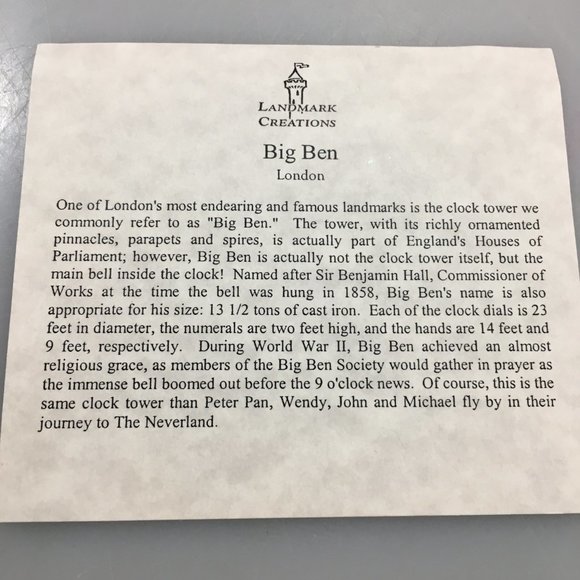 LANDMARK
CREATIONS
Big Ben
London
One of London's most endearing and famous landmarks is the clock tower we
commonly refer to as "Big Ben." The tower, with its richly ornamented
pinnacles, parapets and spires, is actually part of England's Houses of
Parliament; however, Big Ben is actually not the clock tower itself, but the
main bell inside the clock! Named after Sir Benjamin Hall, Commissioner of
Works at the time the bell was hung in 1858, Big Ben's name is also
appropriate for his size: 13 1/2 tons of cast iron. Each of the clock dials is 23
feet in diameter, the numerals are two feet high, and the hands are 14 feet and
9 feet, respectively. During World War II, Big Ben achieved an almost
religious grace, as members of the Big Ben Society would gather in prayer as
the immense bell boomed out before the 9 o'clock news. Of course, this is the
same clock tower than Peter Pan, Wendy, John and Michael fly by in their
journey to The Neverland.